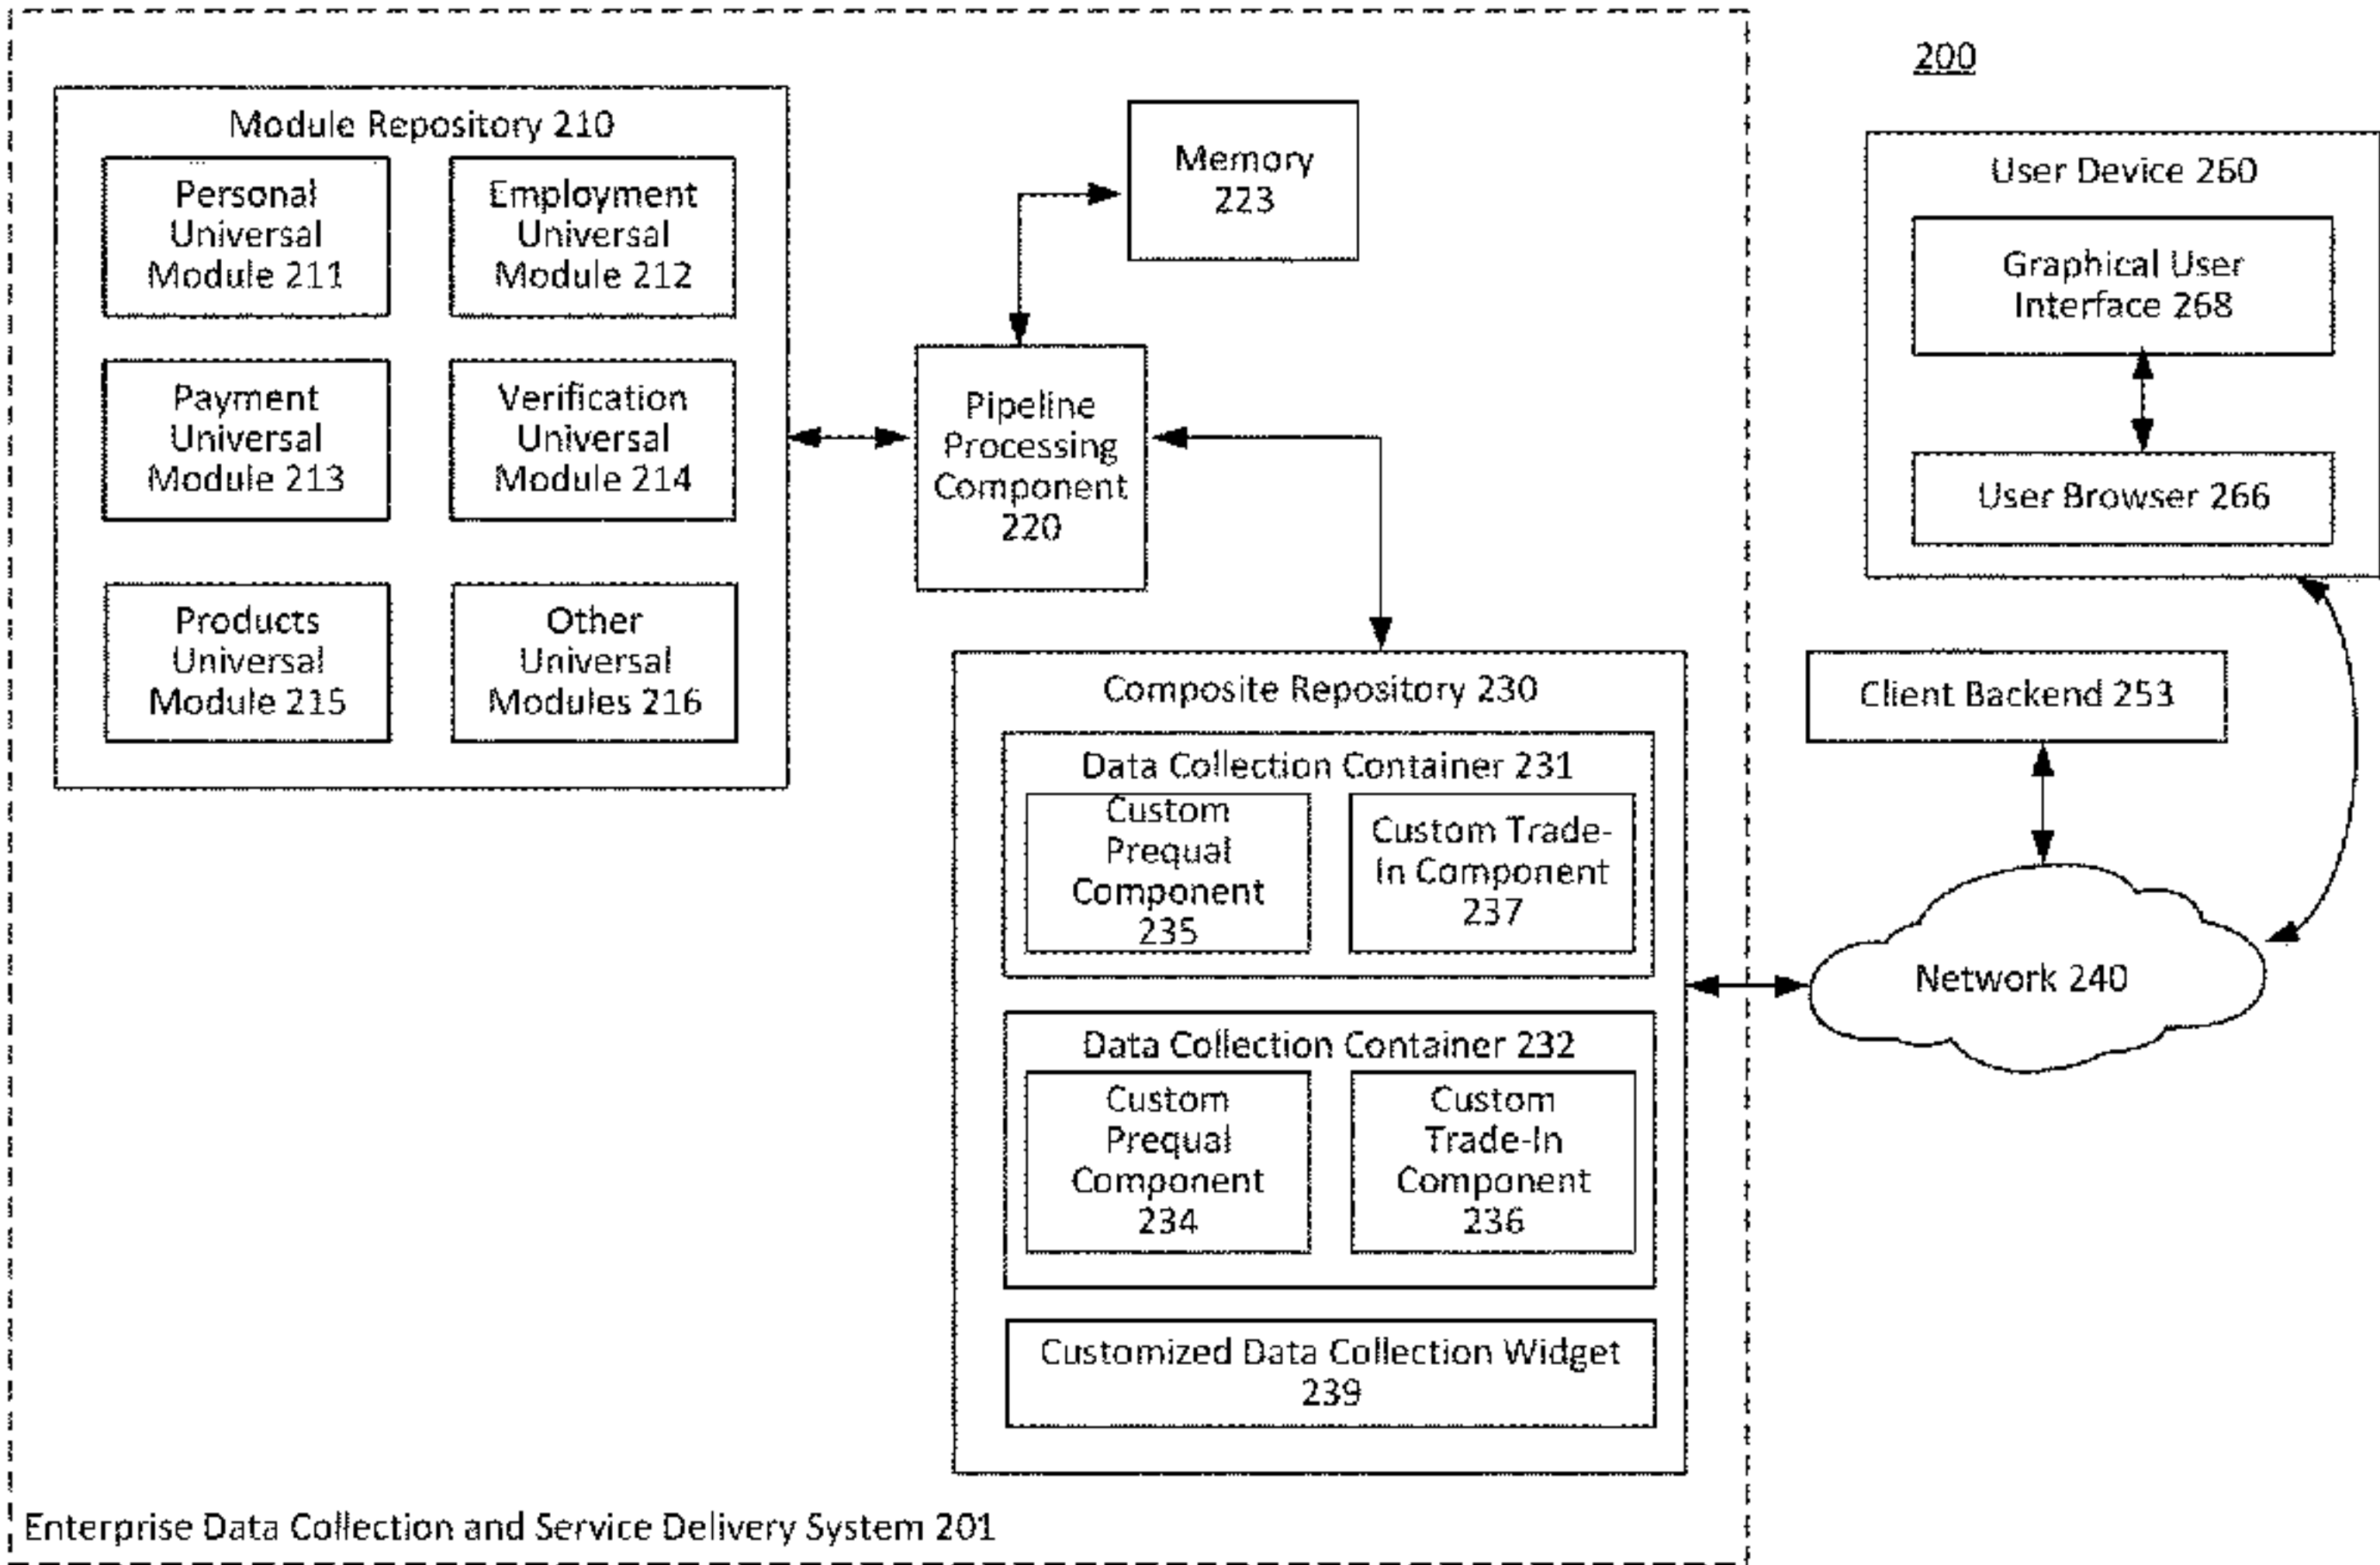 200
Module Repository 210
Personal
Universal
Module 211
Employment
Universal
Module 212
Payment
Universal
Module 213
Verification
Universal
Module 214
Products
Universal
Module 215
Other
Universal
Modules 216
Memory
223
Pipeline
Processing
Component
220
Composite Repository 230
Data Collection Container 231
Custom
Prequal
Component
235
Custom Trade-
In Component
237
Data Collection Container 232
Custom
Prequal
Component
234
Custom
Trade-In
Component
236
Customized Data Collection Widget
239
User Device 260
Graphical User
Interface 268
User Browser 266
Client Backend 253
Network 240
Enterprise Data Collection and Service Delivery System 201